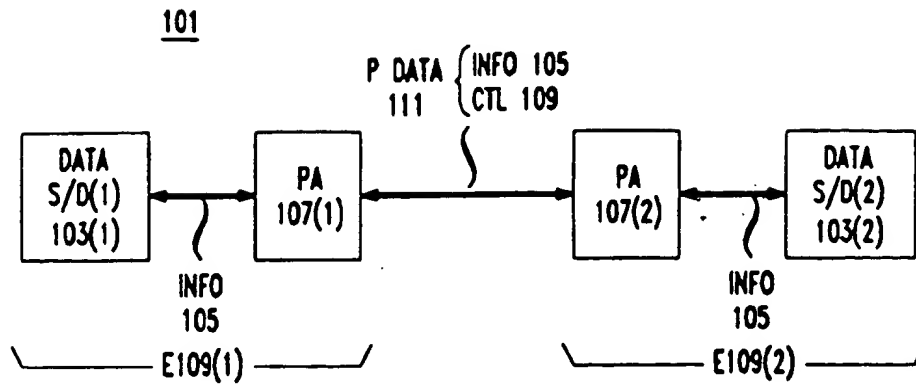 101
P DATA
111
INFO 105
CTL 109
DATA
S/D(1)
103(1)
PA
107(1)
PA
107(2)
DATA
S/D(2)
103(2)
INFO
105
INFO
105
E109(1)
E109(2)